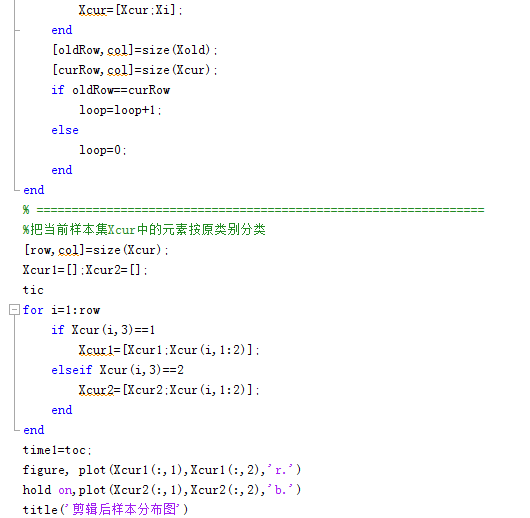 Xcur=[Xcur;Xi];
end
[oldRow,col]=size(Xold);
[curRow,col]=size(Xcur);
if oldRow==curRow
loop=loop+1;
else
loop=0;
end
end
% ================================================================
%把当前样本集Xcur中的元素按原类别分类
[row,col]=size(Xcur);
Xcur1=[];Xcur2=[];
tic
for i=1:row
if Xcur(i,3)==1
Xcur1=[Xcur1;Xcur(i,1:2)];
elseif Xcur(i,3)==2
Xcur2=[Xcur2;Xcur(i,1:2)];
end
end
time1=toc;
figure, plot(Xcur1(:,1),Xcur1(:,2),'r.')
hold on,plot(Xcur2(:,1),Xcur2(:,2),'b.')
title('剪辑后样本分布图')